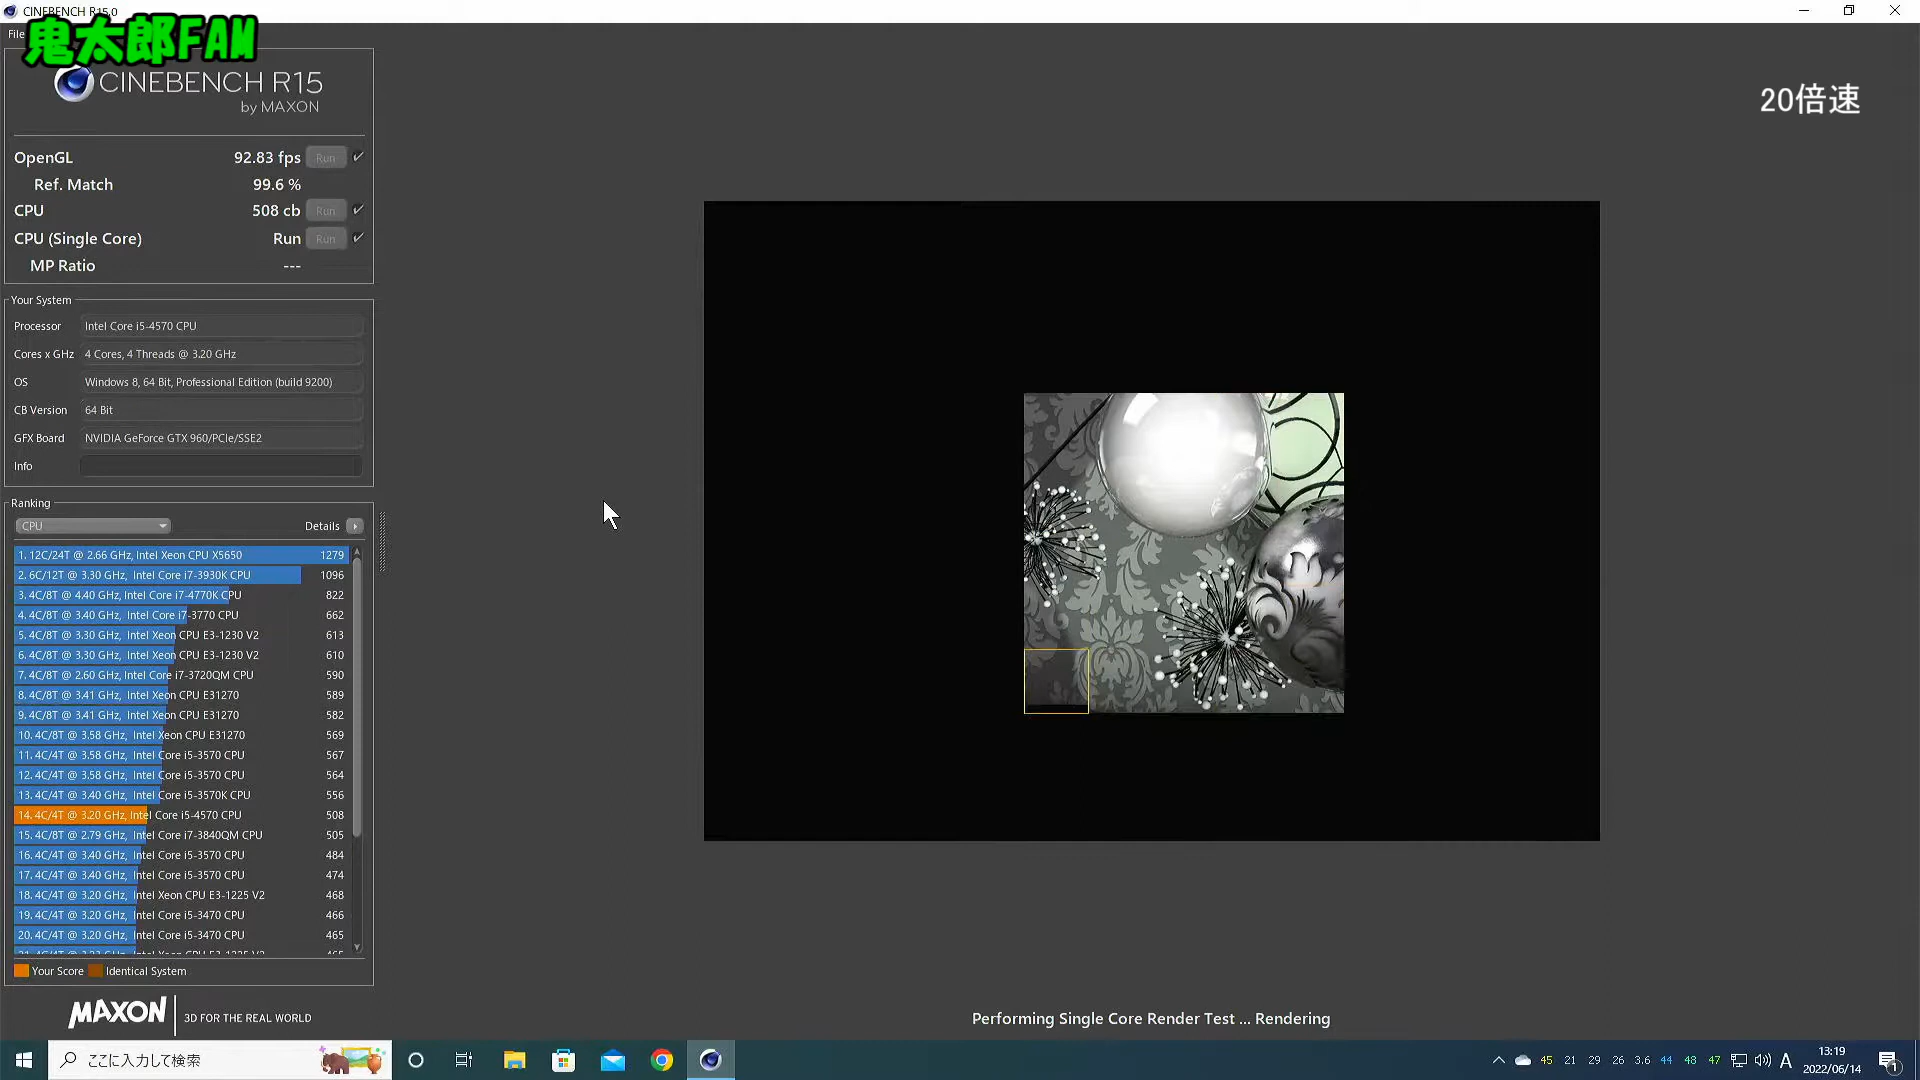 CINEBENCH R15.0
鬼太郎FAM
File
CINEBENCH R15
by MAXON
20倍速
OpenGL 92.83 fps Run
Ref. Match 99.6 %
CPU 508 cb Run
CPU (Single Core) Run Run
MP Ratio ---
Your System
Processor Intel Core i5-4570 CPU
Cores x GHz 4 Cores, 4 Threads @ 3.20 GHz
OS Windows 8, 64 Bit, Professional Edition (build 9200)
CB Version 64 Bit
GFX Board NVIDIA GeForce GTX 960/PCIe/SSE2
Info
Ranking
CPU Details
1. 12C/24T @ 2.66 GHz, Intel Xeon CPU X5650 1279
2. 6C/12T @ 3.30 GHz, Intel Core i7-3930K CPU 1096
3. 4C/8T @ 4.40 GHz, Intel Core i7-4770K CPU 822
4. 4C/8T @ 3.40 GHz, Intel Core i7-3770 CPU 662
5. 4C/8T @ 3.30 GHz, Intel Xeon CPU E3-1230 V2 613
6. 4C/8T @ 3.30 GHz, Intel Xeon CPU E3-1230 V2 610
7. 4C/8T @ 2.60 GHz, Intel Core i7-3720QM CPU 590
8. 4C/8T @ 3.41 GHz, Intel Xeon CPU E31270 589
9. 4C/8T @ 3.41 GHz, Intel Xeon CPU E31270 582
10. 4C/8T @ 3.58 GHz, Intel Xeon CPU E31270 569
11. 4C/4T @ 3.58 GHz, Intel Core i5-3570 CPU 567
12. 4C/4T @ 3.58 GHz, Intel Core i5-3570 CPU 564
13. 4C/4T @ 3.40 GHz, Intel Core i5-3570K CPU 556
14. 4C/4T @ 3.20 GHz, Intel Core i5-4570 CPU 508
15. 4C/8T @ 2.79 GHz, Intel Core i7-3840QM CPU 505
16. 4C/4T @ 3.40 GHz, Intel Core i5-3570 CPU 484
17. 4C/4T @ 3.40 GHz, Intel Core i5-3570 CPU 474
18. 4C/4T @ 3.20 GHz, Intel Xeon CPU E3-1225 V2 468
19. 4C/4T @ 3.20 GHz, Intel Core i5-3470 CPU 466
20. 4C/4T @ 3.20 GHz, Intel Core i5-3470 CPU 465
Your Score Identical System
MAXON 3D FOR THE REAL WORLD
Performing Single Core Render Test ... Rendering
ここに入力して検索
45 21 29 26 3.6 44 48 47 A 13:19
2022/06/14
1